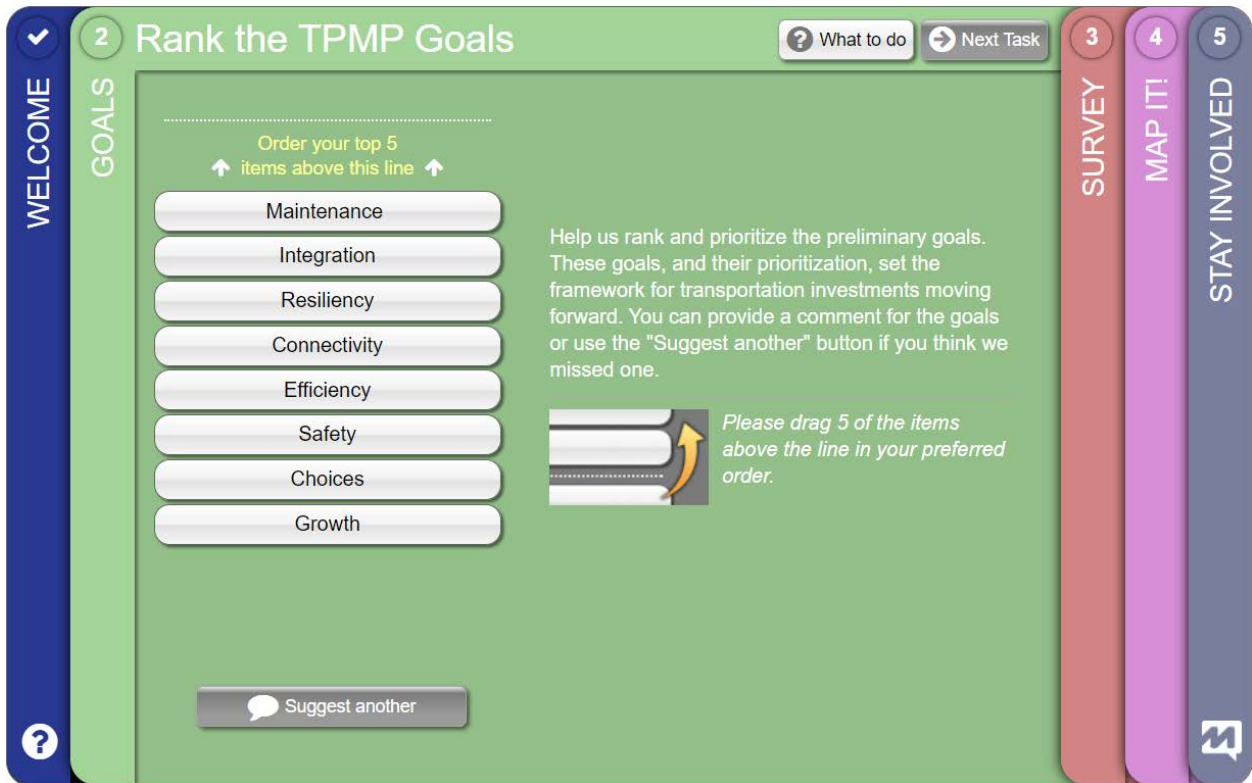 WELCOME
2
GOALS
Rank the TPMP Goals
? What to do
Next Task
Order your top 5
items above this line
Maintenance
Integration
Resiliency
Connectivity
Efficiency
Safety
Choices
Growth
Suggest another
Help us rank and prioritize the preliminary goals.
These goals, and their prioritization, set the
framework for transportation investments moving
forward. You can provide a comment for the goals
or use the "Suggest another" button if you think we
missed one.
Please drag 5 of the items
above the line in your preferred
order.
3
SURVEY
4
MAP IT!
5
STAY INVOLVED
?